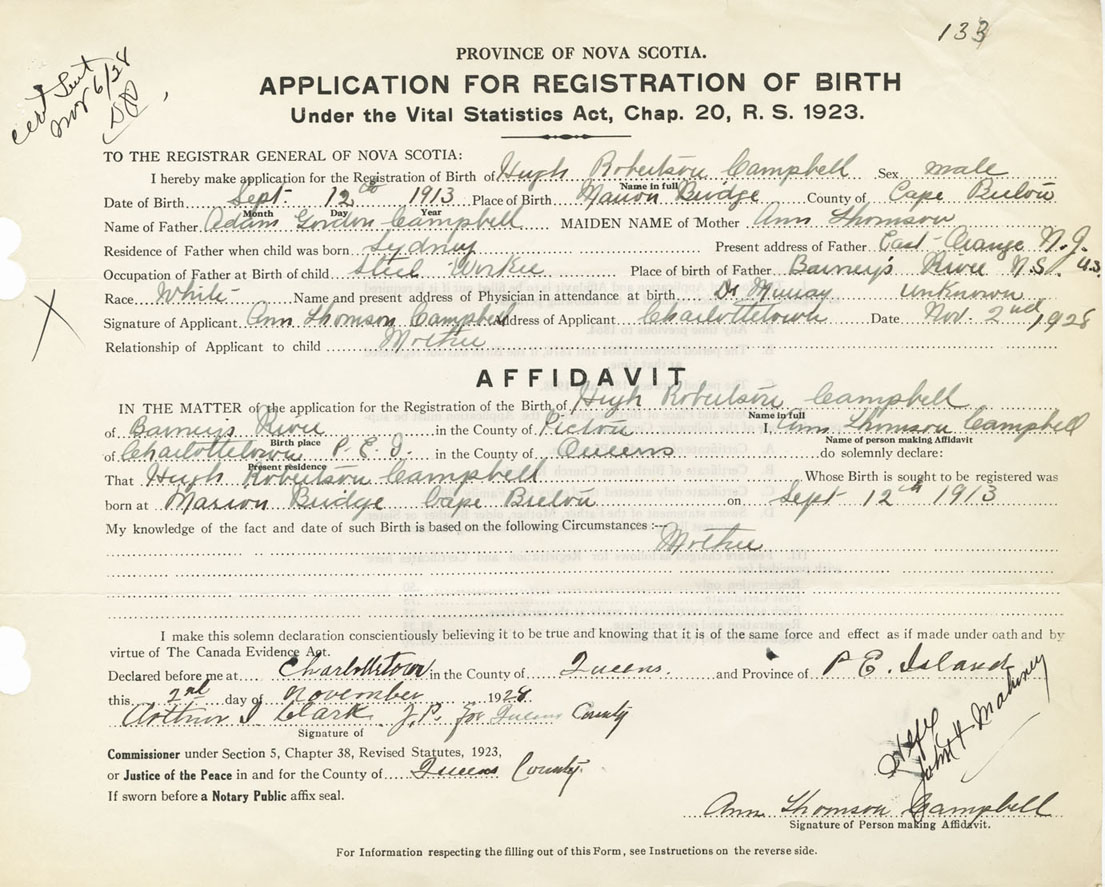 133
cert sent
Nov 6/28
PROVINCE OF NOVA SCOTIA.
APPLICATION FOR REGISTRATION OF BIRTH
Under the Vital Statistics Act, Chap. 20, R. S. 1923.
TO THE REGISTRAR GENERAL OF NOVA SCOTIA:
I hereby make application for the Registration of Birth of Hugh Robertson Campbell Sex male
Name in full
Date of Birth Sept. 12th 1913 Place of Birth Marion Bridge County of Cape Breton
Month Day Year
Name of Father Adam Gordon Campbell MAIDEN NAME of Mother Ann Thomson
Residence of Father when child was born Sydney Present address of Father East-Orange N.J. U.S.
Occupation of Father at Birth of child Steel Worker Place of birth of Father Barney's River N.S.
Race White Name and present address of Physician in attendance at birth Dr Murray unknown
Signature of Applicant Ann Thomson Campbell Address of Applicant Charlottetown Date Nov. 2nd, 1928
Relationship of Applicant to child Mother
AFFIDAVIT
IN THE MATTER of the application for the Registration of the Birth of Hugh Robertson Campbell
Name in full
of Barneys River in the County of Pictou I, Ann Thomson Campbell
Birth place Name of person making Affidavit
of Charlottetown P.E.I. in the County of Queens do solemnly declare:
Present residence
That Hugh Robertson Campbell Whose Birth is sought to be registered was
born at Marion Bridge Cape Breton on Sept 12th 1913
My knowledge of the fact and date of such Birth is based on the following Circumstances :—
Mother
I make this solemn declaration conscientiously believing it to be true and knowing that it is of the same force and effect as if made under oath and by
virtue of The Canada Evidence Act.
Declared before me at Charlottetown in the County of Queens. and Province of P. E. Island
this 2nd day of November 1928.
Arthur I Clark J.P. for Queens County
Signature of
John H Mahoney
Commissioner under Section 5, Chapter 38, Revised Statutes, 1923,
or Justice of the Peace in and for the County of Queens County.
If sworn before a Notary Public affix seal.
Ann Thomson Campbell
Signature of Person making Affidavit.
For Information respecting the filling out of this Form, see Instructions on the reverse side.